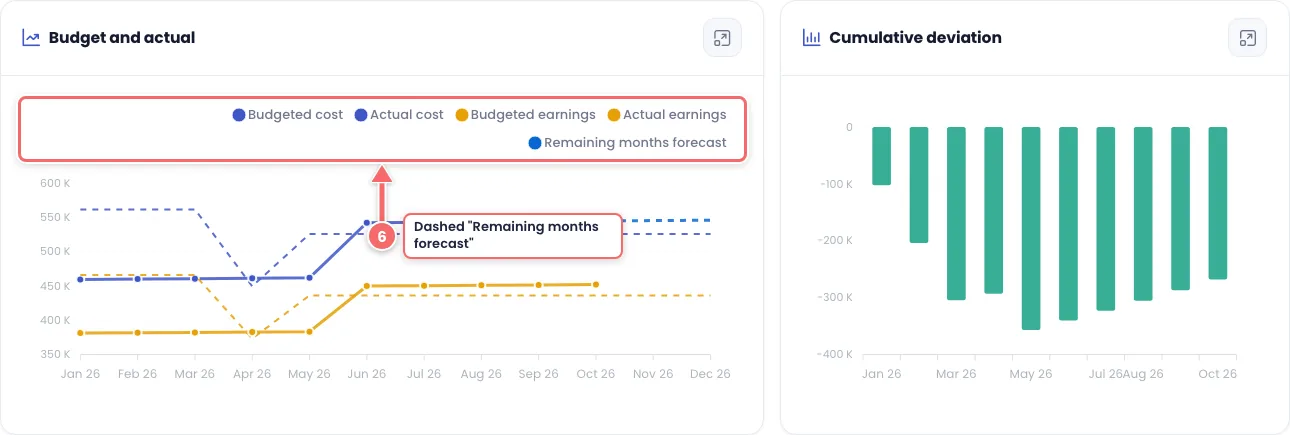 Budget and actual
Budgeted cost Actual cost Budgeted earnings Actual earnings
Remaining months forecast
600 K
550 K
500 K
450 K
400 K
350 K
6
Dashed "Remaining months
forecast"
Jan 26 Feb 26 Mar 26 Apr 26 May 26 Jun 26 Jul 26 Aug 26 Sep 26 Oct 26 Nov 26 Dec 26
Cumulative deviation
0
-100 K
-200 K
-300 K
-400 K
Jan 26 Mar 26 May 26 Jul 26 Aug 26 Oct 26